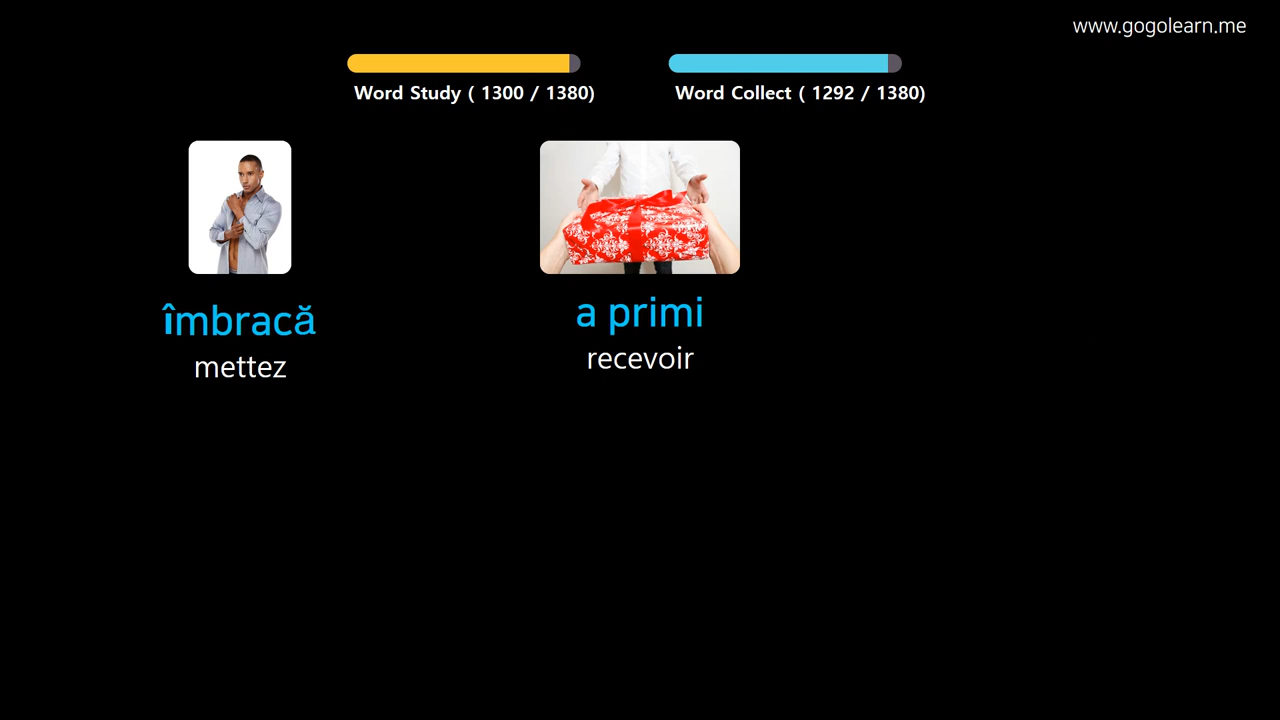 www.gogolearn.me
Word Study ( 1300 / 1380)
Word Collect ( 1292 / 1380)
îmbracă
mettez
a primi
recevoir